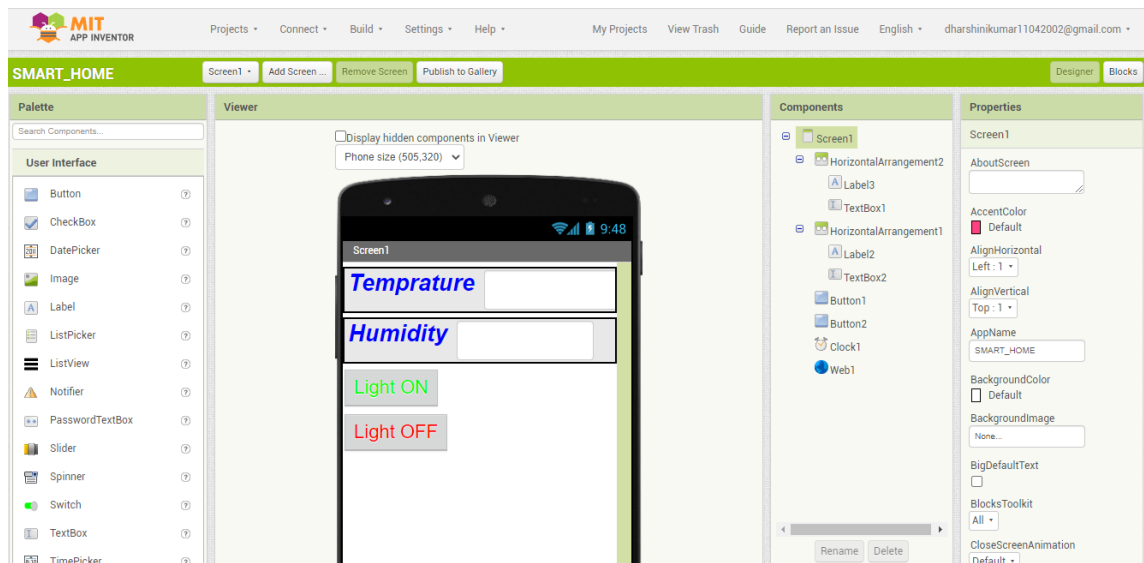 MIT
APP INVENTOR
Projects Connect Build Settings Help My Projects View Trash Guide Report an Issue English dharshinikumar11042002@gmail.com
SMART_HOME Screen1 Add Screen ... Remove Screen Publish to Gallery Designer Blocks
Palette
Search Components...
User Interface
Button
CheckBox
DatePicker
Image
Label
ListPicker
ListView
Notifier
PasswordTextBox
Slider
Spinner
Switch
TextBox
TimePicker
Viewer
Display hidden components in Viewer
Phone size (505,320)
9:48
Screen1
Temprature
Humidity
Light ON
Light OFF
Components
Screen1
HorizontalArrangement2
Label3
TextBox1
HorizontalArrangement1
Label2
TextBox2
Button1
Button2
Clock1
Web1
Rename Delete
Properties
Screen1
AboutScreen
AccentColor
Default
AlignHorizontal
Left : 1
AlignVertical
Top : 1
AppName
SMART_HOME
BackgroundColor
Default
BackgroundImage
None...
BigDefaultText
BlocksToolkit
All
CloseScreenAnimation
Default